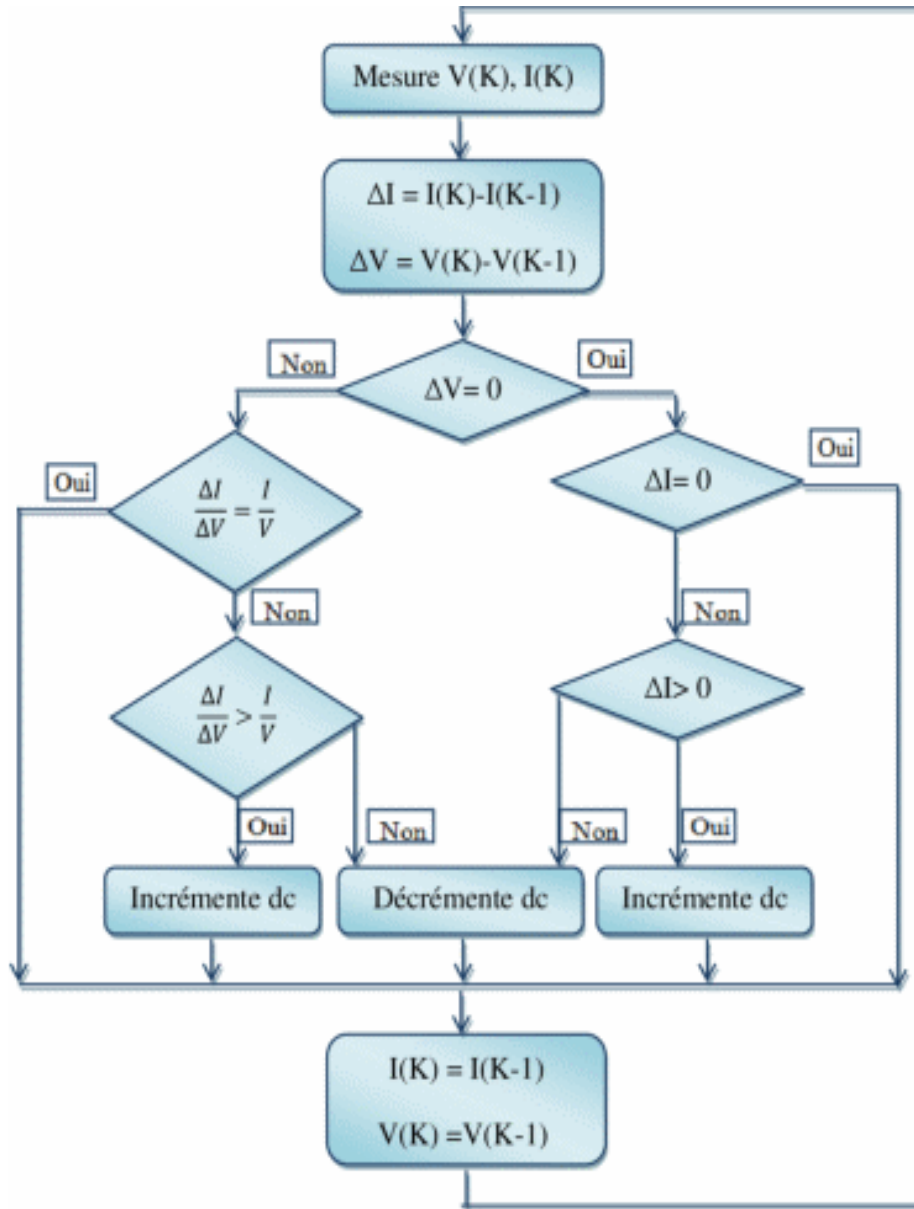 Mesure V(K), I(K)
ΔI = I(K)-I(K-1)
ΔV = V(K)-V(K-1)
Non
Oui
ΔV= 0
Oui
ΔI/ΔV = I/V
ΔI= 0
Oui
Non
Non
ΔI/ΔV > I/V
ΔI> 0
Oui
Non
Non
Oui
Incrémente dc
Décrémente dc
Incrémente dc
I(K) = I(K-1)
V(K) =V(K-1)